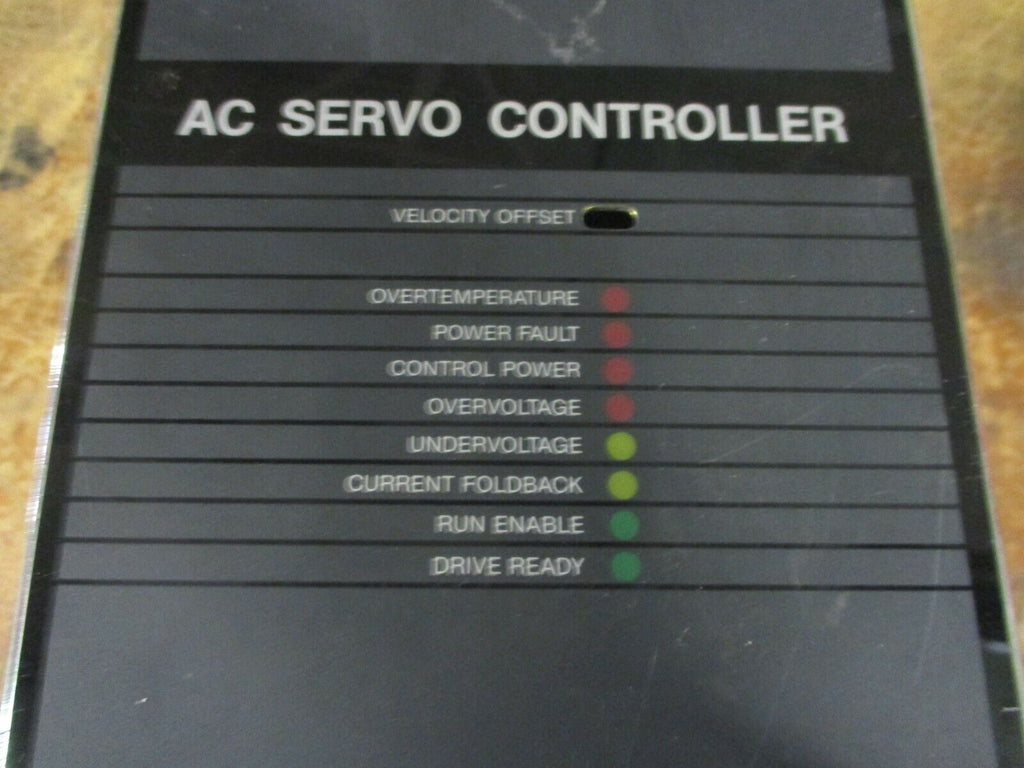 AC SERVO CONTROLLER
VELOCITY OFFSET
OVERTEMPERATURE
POWER FAULT
CONTROL POWER
OVERVOLTAGE
UNDERVOLTAGE
CURRENT FOLDBACK
RUN ENABLE
DRIVE READY